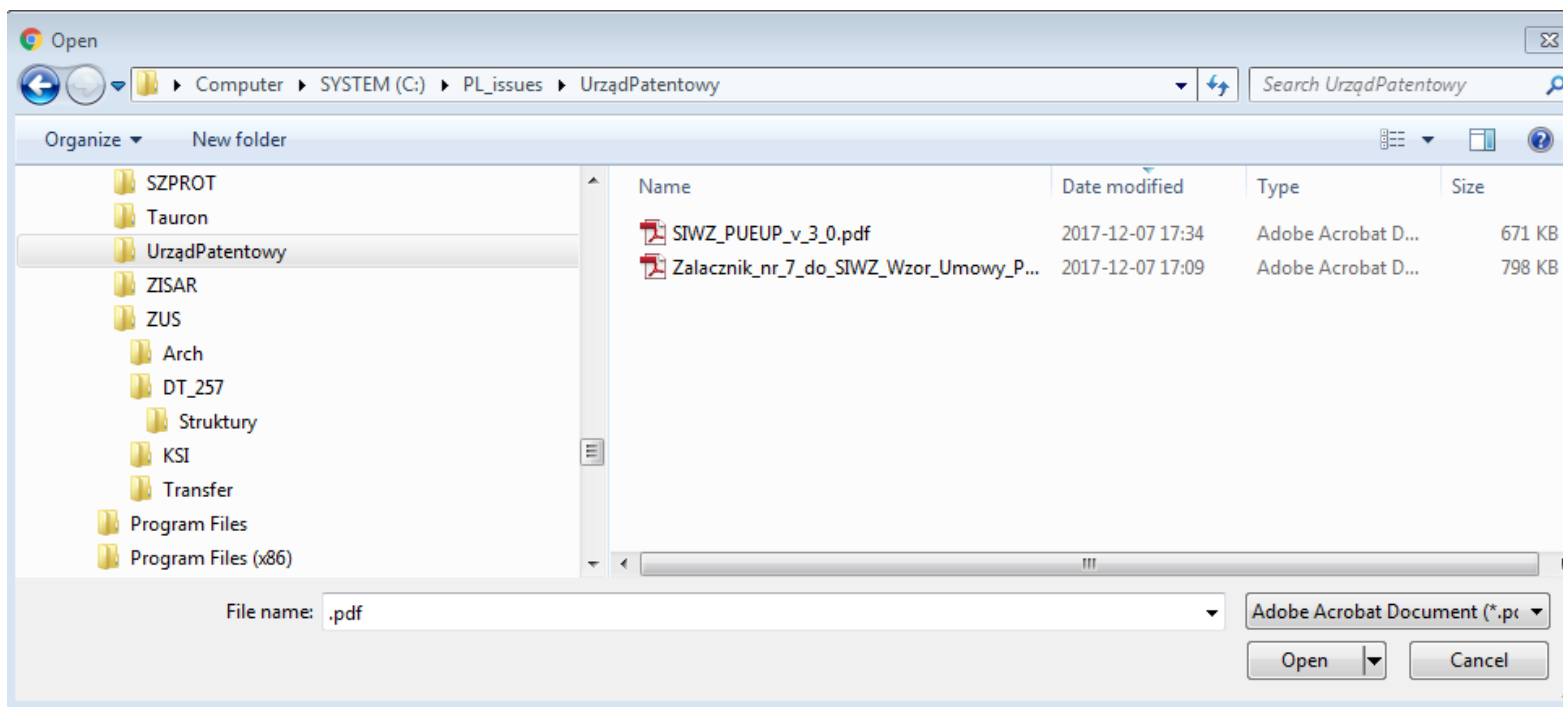 Open
Computer SYSTEM (C:) PL_issues UrządPatentowy Search UrządPatentowy
Organize New folder
SZPROT
Tauron
UrządPatentowy
ZISAR
ZUS
Arch
DT_257
Struktury
KSI
Transfer
Program Files
Program Files (x86)
Name Date modified Type Size
SIWZ_PUEUP_v_3_0.pdf 2017-12-07 17:34 Adobe Acrobat D... 671 KB
Zalacznik_nr_7_do_SIWZ_Wzor_Umowy_P... 2017-12-07 17:09 Adobe Acrobat D... 798 KB
File name: .pdf Adobe Acrobat Document (*.pc
Open Cancel